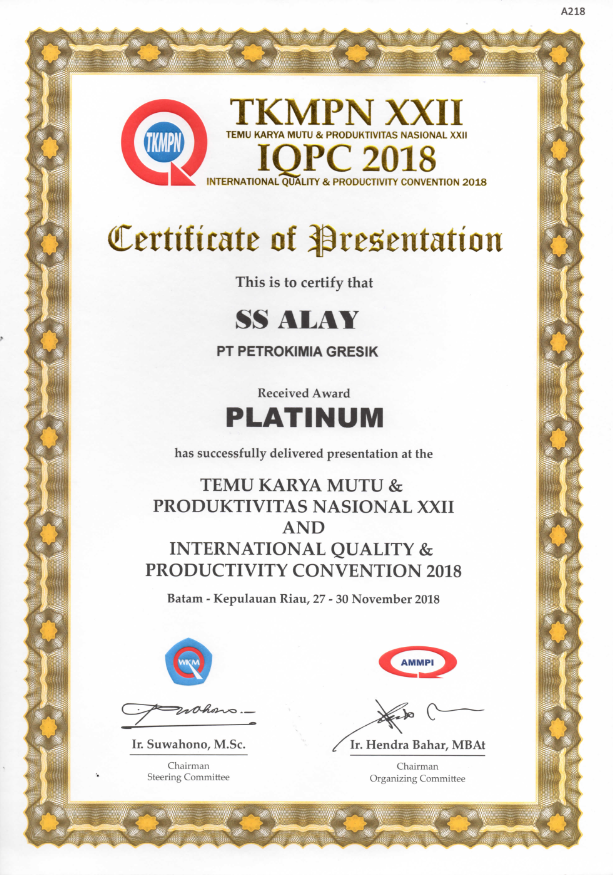 A218
TKMPN
TKMPN XXII
TEMU KARYA MUTU & PRODUKTIVITAS NASIONAL XXII
IQPC 2018
INTERNATIONAL QUALITY & PRODUCTIVITY CONVENTION 2018
Certificate of Presentation
This is to certify that
SS ALAY
PT PETROKIMIA GRESIK
Received Award
PLATINUM
has successfully delivered presentation at the
TEMU KARYA MUTU &
PRODUKTIVITAS NASIONAL XXII
AND
INTERNATIONAL QUALITY &
PRODUCTIVITY CONVENTION 2018
Batam - Kepulauan Riau, 27 - 30 November 2018
WKM
AMMPI
Ir. Suwahono, M.Sc.
Ir. Hendra Bahar, MBAt
Chairman
Chairman
Steering Committee
Organizing Committee